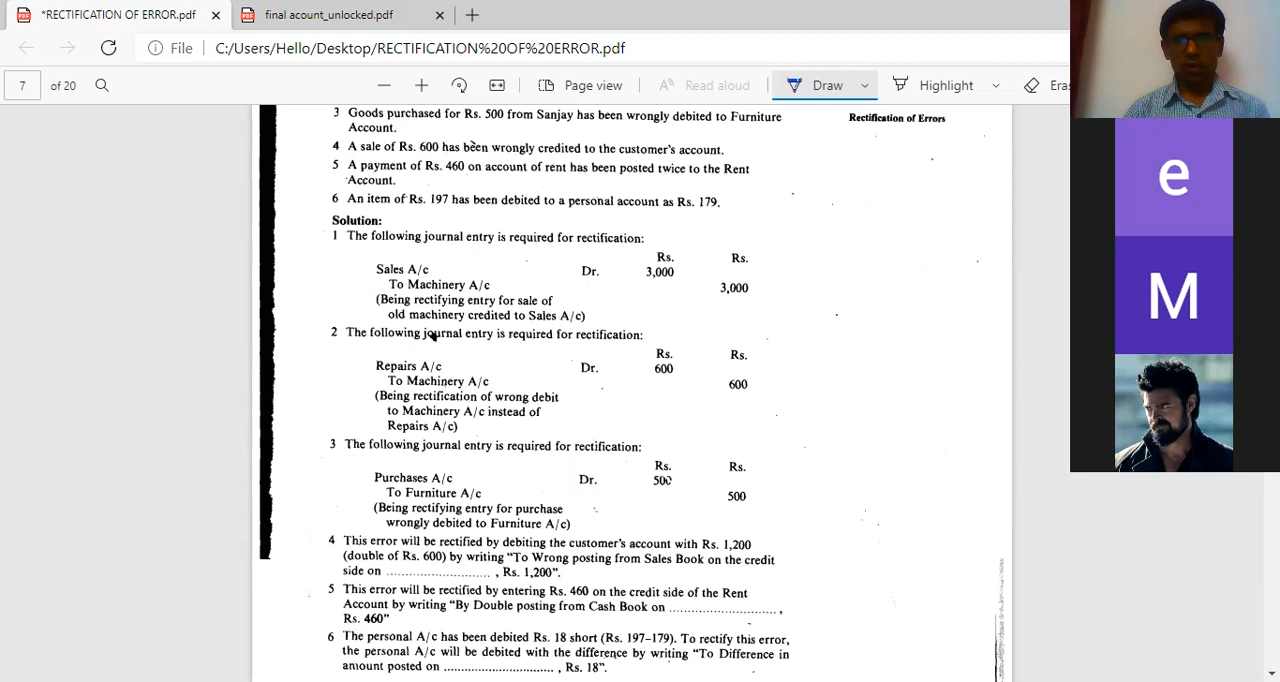 *RECTIFICATION OF ERROR.pdf
final acount_unlocked.pdf
File C:/Users/Hello/Desktop/RECTIFICATION%20OF%20ERROR.pdf
7 of 20 Page view Read aloud Draw Highlight Era
3 Goods purchased for Rs. 500 from Sanjay has been wrongly debited to Furniture
Account.
Rectification of Errors
4 A sale of Rs. 600 has been wrongly credited to the customer's account.
5 A payment of Rs. 460 on account of rent has been posted twice to the Rent
Account.
6 An item of Rs. 197 has been debited to a personal account as Rs. 179.
Solution:
1 The following journal entry is required for rectification:
Rs. Rs.
Sales A/c Dr. 3,000
To Machinery A/c 3,000
(Being rectifying entry for sale of
old machinery credited to Sales A/c)
2 The following journal entry is required for rectification:
Rs. Rs.
Repairs A/c Dr. 600
To Machinery A/c 600
(Being rectification of wrong debit
to Machinery A/c instead of
Repairs A/c)
3 The following journal entry is required for rectification:
Rs. Rs.
Purchases A/c Dr. 500
To Furniture A/c 500
(Being rectifying entry for purchase
wrongly debited to Furniture A/c)
4 This error will be rectified by debiting the customer's account with Rs. 1,200
(double of Rs. 600) by writing "To Wrong posting from Sales Book on the credit
side on ............................ , Rs. 1,200".
5 This error will be rectified by entering Rs. 460 on the credit side of the Rent
Account by writing "By Double posting from Cash Book on ............................ ,
Rs. 460"
6 The personal A/c has been debited Rs. 18 short (Rs. 197–179). To rectify this error,
the personal A/c will be debited with the difference by writing "To Difference in
amount posted on ............................ , Rs. 18".
e
M